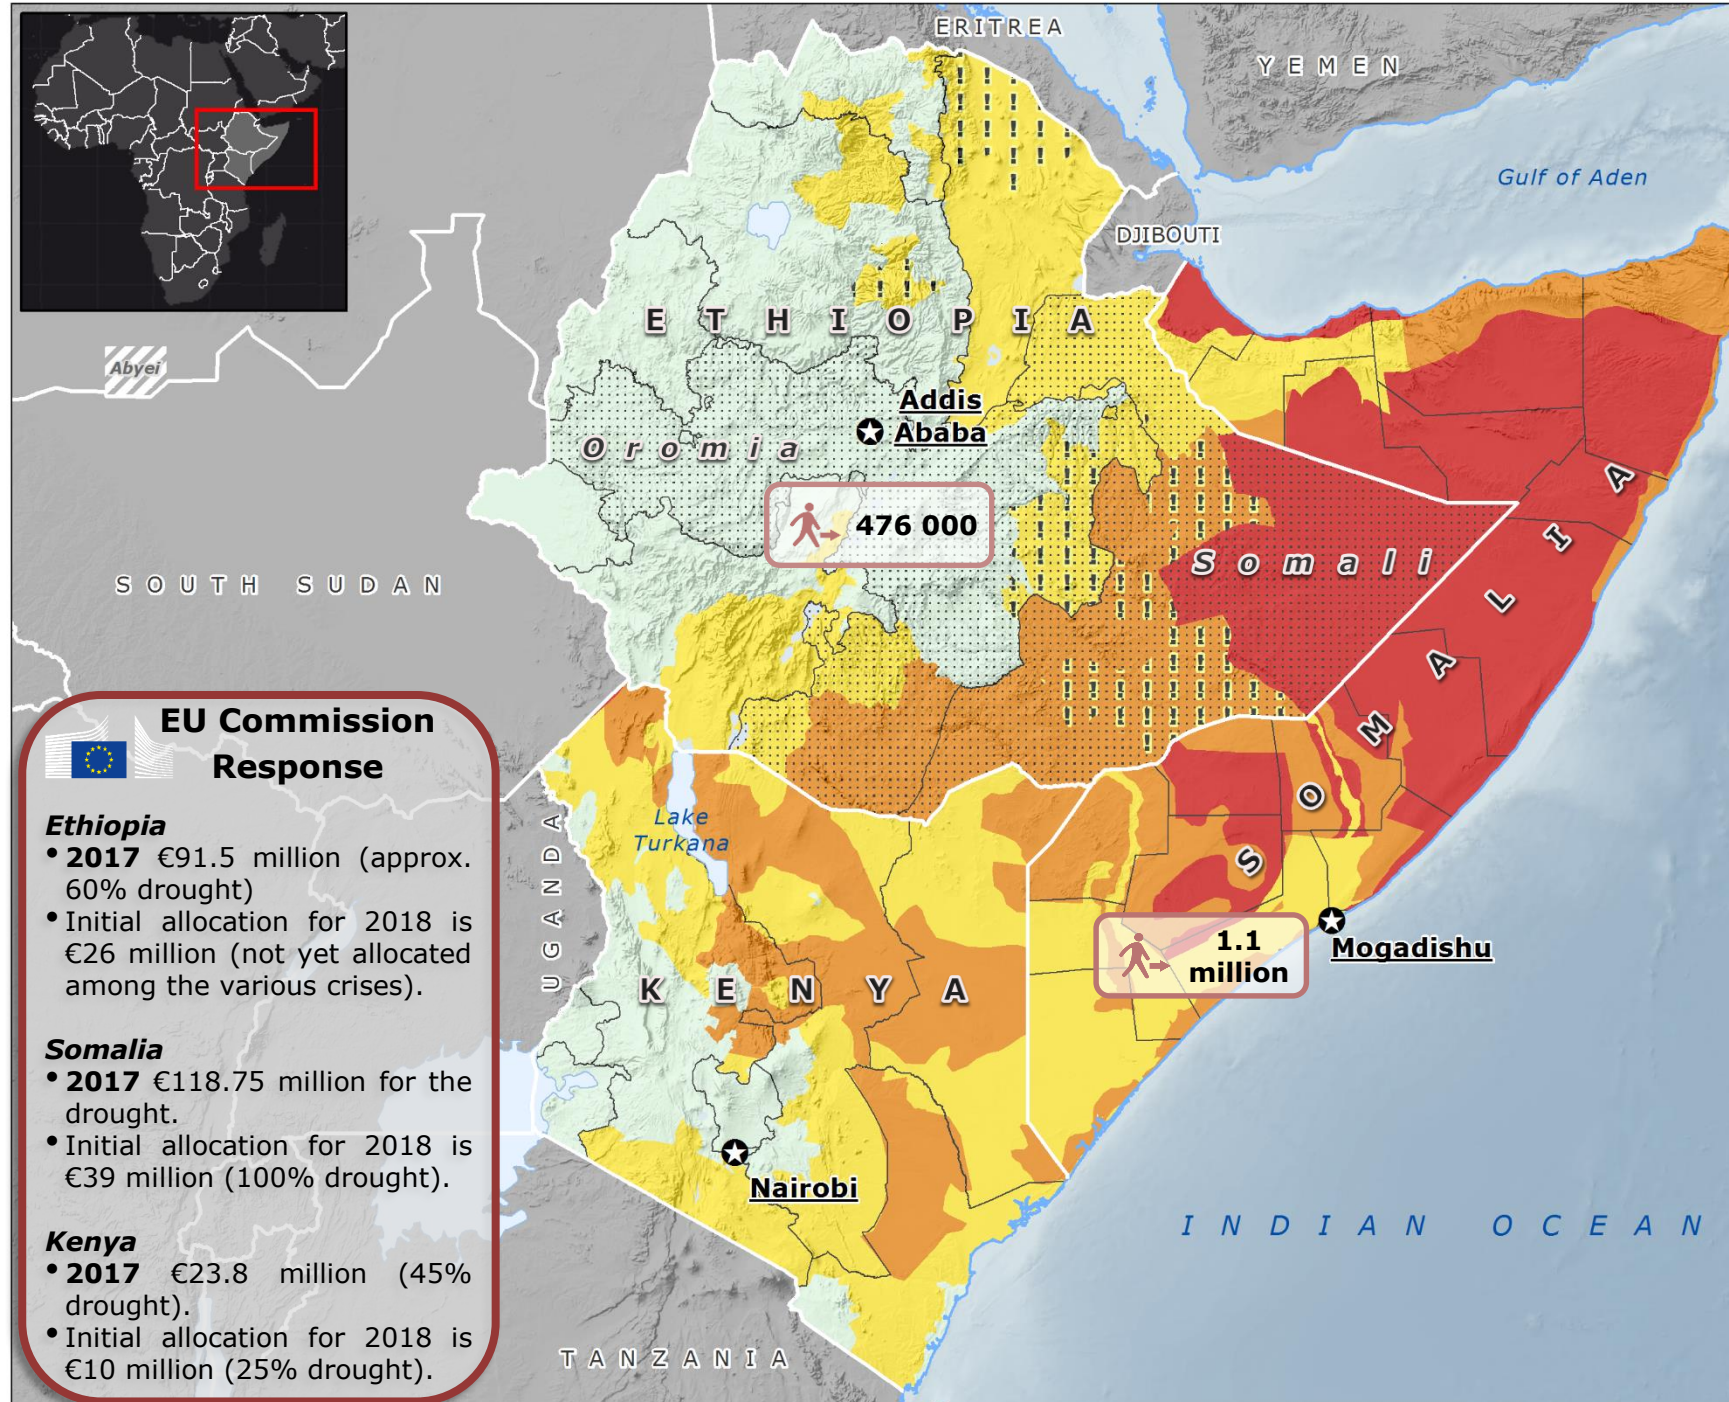 ERITREA
YEMEN
Gulf of Aden
DJIBOUTI
ETHIOPIA
Abyei
Addis
Ababa
Oromia
476 000
Somali
SOUTH SUDAN
SOMALIA
EU Commission
Response
Ethiopia
• 2017 €91.5 million (approx.
60% drought)
• Initial allocation for 2018 is
€26 million (not yet allocated
among the various crises).
Somalia
• 2017 €118.75 million for the
drought.
• Initial allocation for 2018 is
€39 million (100% drought).
Kenya
• 2017 €23.8 million (45%
drought).
• Initial allocation for 2018 is
€10 million (25% drought).
Lake
Turkana
UGANDA
KENYA
1.1
million
Mogadishu
Nairobi
INDIAN OCEAN
TANZANIA